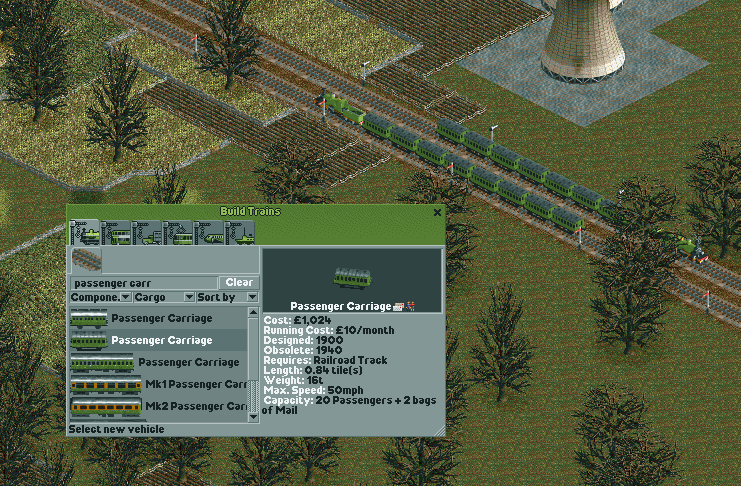 Build Trains
passenger carr
Clear
Compone.
Cargo
Sort by
Passenger Carriage
Passenger Carriage
Passenger Carriage
Mk1 Passenger Carr
Mk2 Passenger Carr
Passenger Carriage
Cost: £1,024
Running Cost: £10/month
Designed: 1900
Obsolete: 1940
Requires: Railroad Track
Length: 0.84 tile(s)
Weight: 16t
Max. Speed: 50mph
Capacity: 20 Passengers + 2 bags
of Mail
Select new vehicle